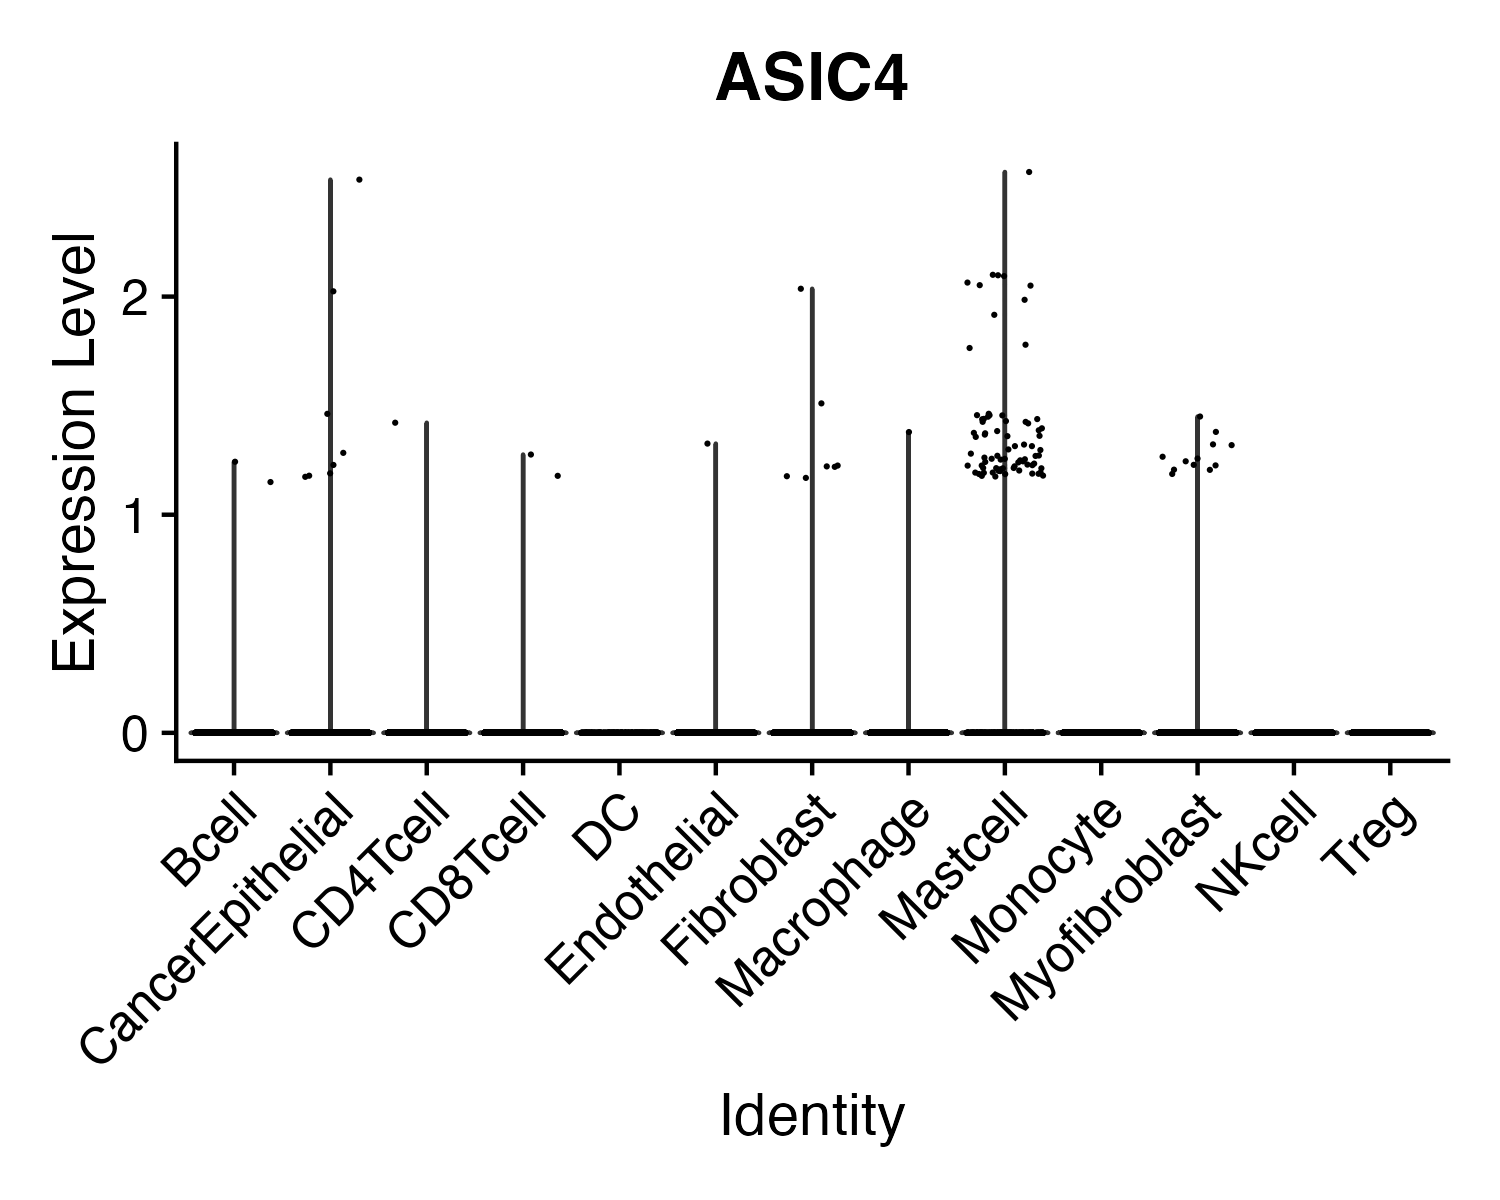 ASIC4
Expression Level
2
1
0
Bcell
CancerEpithelial
CD4Tcell
CD8Tcell
DC
Endothelial
Fibroblast
Macrophage
Mastcell
Monocyte
Myofibroblast
NKcell
Treg
Identity